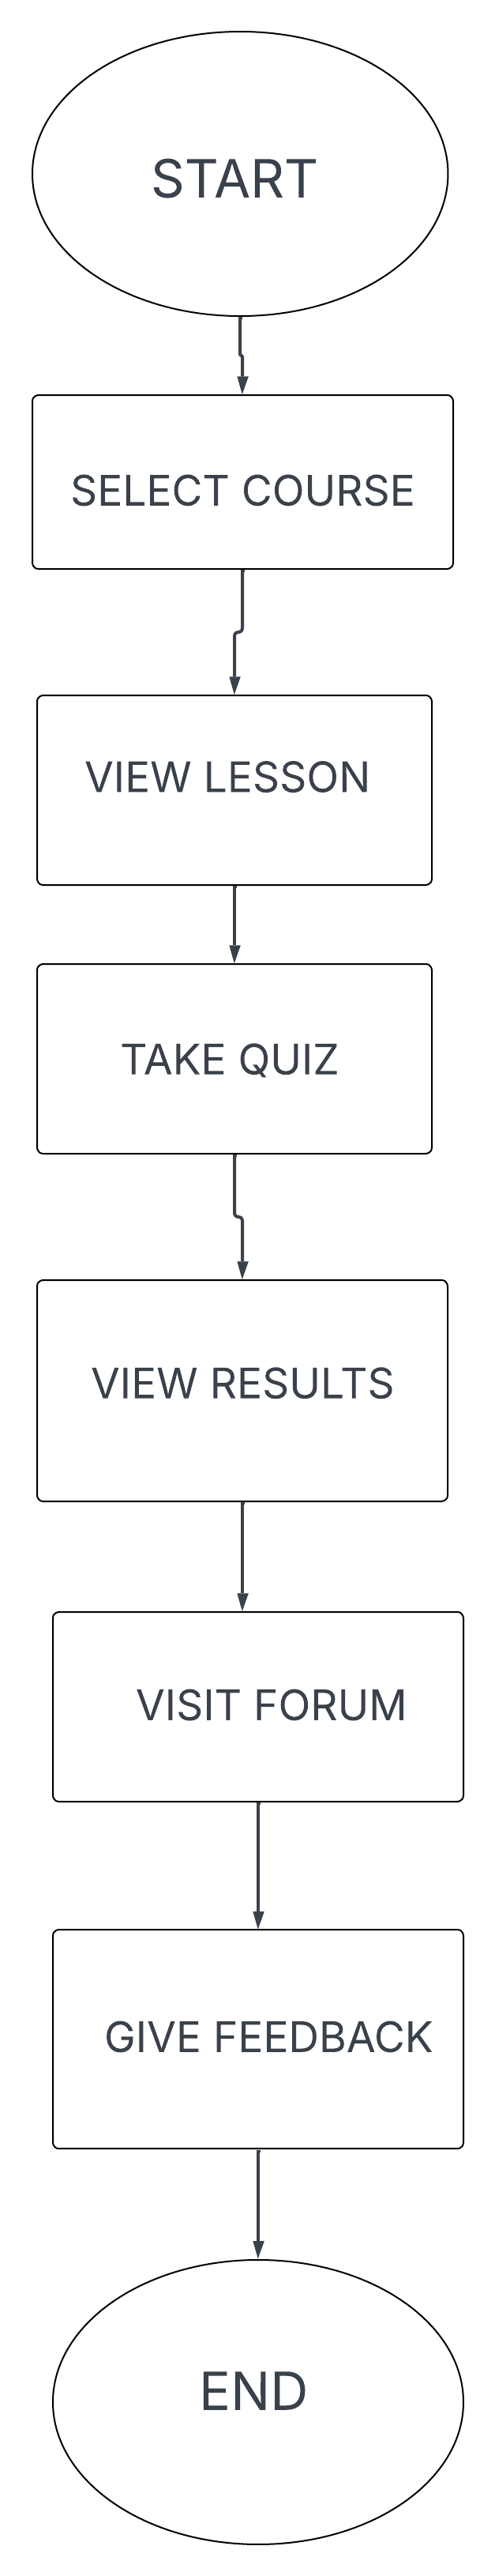 START
SELECT COURSE
VIEW LESSON
TAKE QUIZ
VIEW RESULTS
VISIT FORUM
GIVE FEEDBACK
END